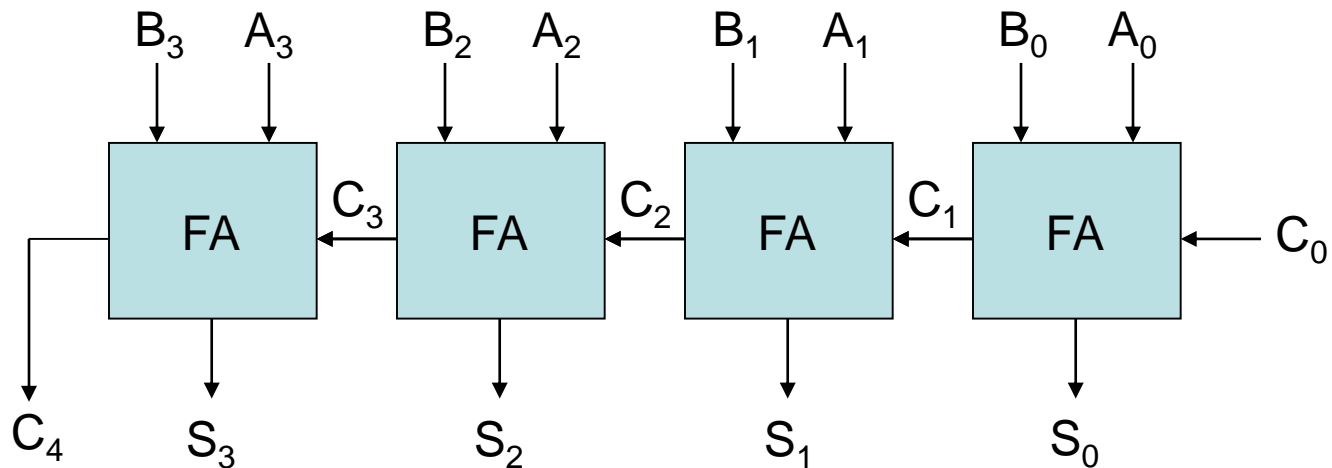 B₃ A₃ B₂ A₂ B₁ A₁ B₀ A₀
FA C₃ FA C₂ FA C₁ FA C₀
C₄ S₃ S₂ S₁ S₀